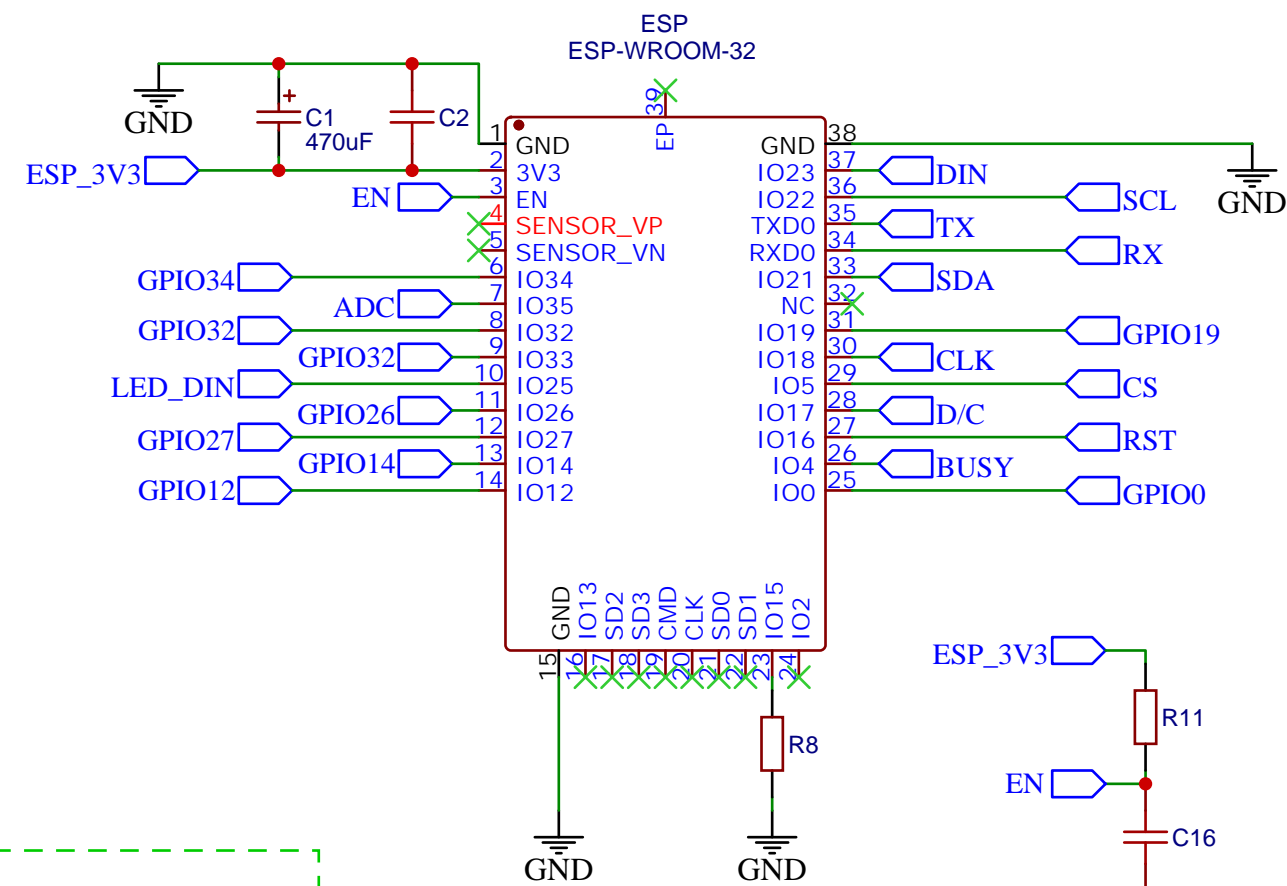 ESP
ESP-WROOM-32
GND
+
C1
470uF
C2
ESP_3V3
EN
GPIO34
ADC
GPIO32
GPIO32
LED_DIN
GPIO26
GPIO27
GPIO14
GPIO12
EP 39
1 GND
2 3V3
3 EN
4 SENSOR_VP
5 SENSOR_VN
6 IO34
7 IO35
8 IO32
9 IO33
10 IO25
11 IO26
12 IO27
13 IO14
14 IO12
GND 38
IO23 37
IO22 36
TXD0 35
RXD0 34
IO21 33
NC 32
IO19 31
IO18 30
IO5 29
IO17 28
IO16 27
IO4 26
IO0 25
DIN
SCL
TX
RX
SDA
GPIO19
CLK
CS
D/C
RST
BUSY
GPIO0
GND
GND 15
IO13 16
SD2 17
SD3 18
CMD 19
CLK 20
SD0 21
SD1 22
IO15 23
IO2 24
R8
GND
GND
ESP_3V3
R11
EN
C16